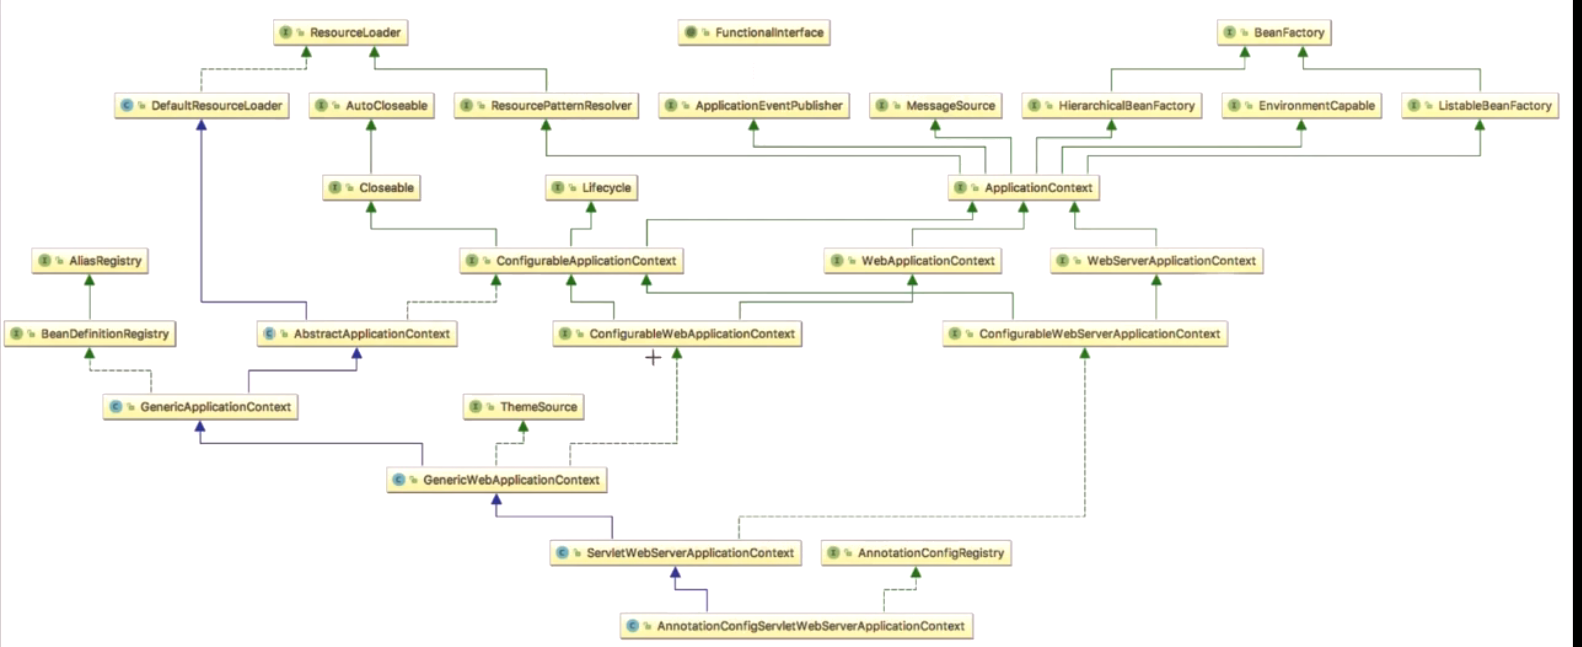 ResourceLoader
FunctionalInterface
BeanFactory
DefaultResourceLoader
AutoCloseable
ResourcePatternResolver
ApplicationEventPublisher
MessageSource
HierarchicalBeanFactory
EnvironmentCapable
ListableBeanFactory
Closeable
Lifecycle
ApplicationContext
AliasRegistry
ConfigurableApplicationContext
WebApplicationContext
WebServerApplicationContext
BeanDefinitionRegistry
AbstractApplicationContext
ConfigurableWebApplicationContext
ConfigurableWebServerApplicationContext
GenericApplicationContext
ThemeSource
GenericWebApplicationContext
ServletWebServerApplicationContext
AnnotationConfigRegistry
AnnotationConfigServletWebServerApplicationContext